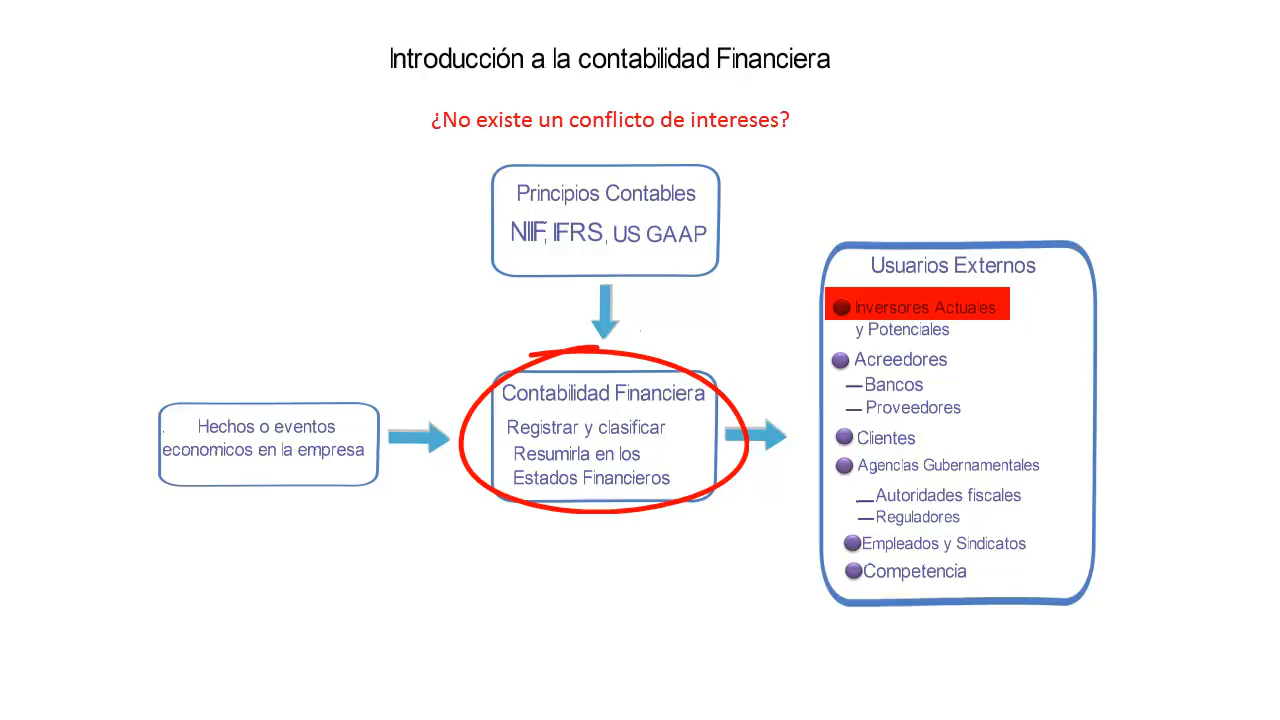 Introducción a la contabilidad Financiera
¿No existe un conflicto de intereses?
Principios Contables
NIIF, IFRS, US GAAP
Hechos o eventos
economicos en la empresa
Contabilidad Financiera
Registrar y clasificar
Resumirla en los
Estados Financieros
Usuarios Externos
Inversores Actuales
y Potenciales
Acreedores
— Bancos
— Proveedores
Clientes
Agencias Gubernamentales
— Autoridades fiscales
— Reguladores
Empleados y Sindicatos
Competencia